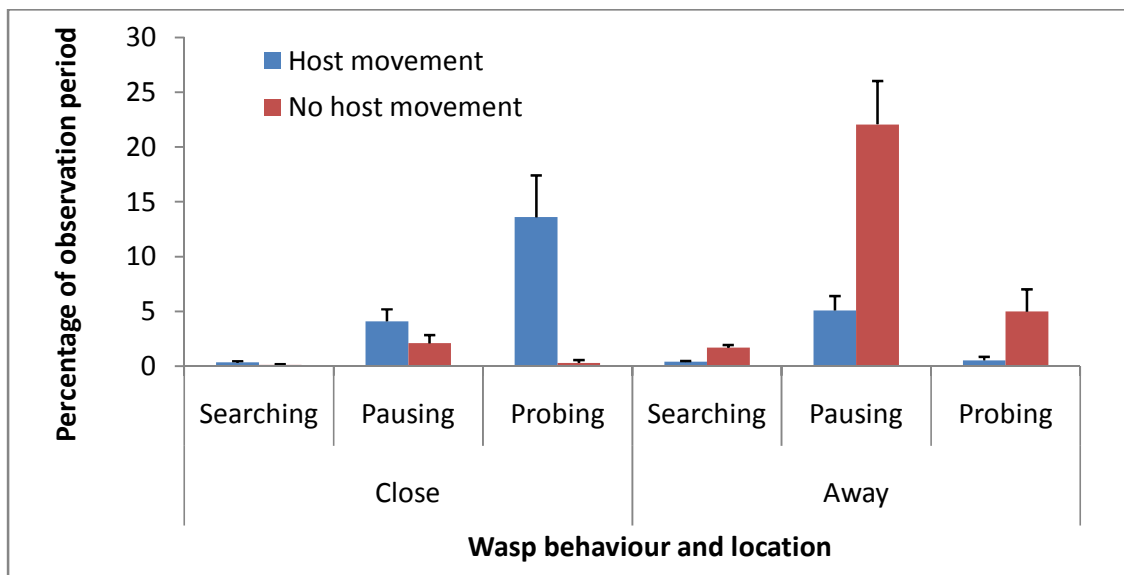 Percentage of observation period
30
25
20
15
10
5
0
Host movement
No host movement
Searching Pausing Probing Searching Pausing Probing
Close Away
Wasp behaviour and location